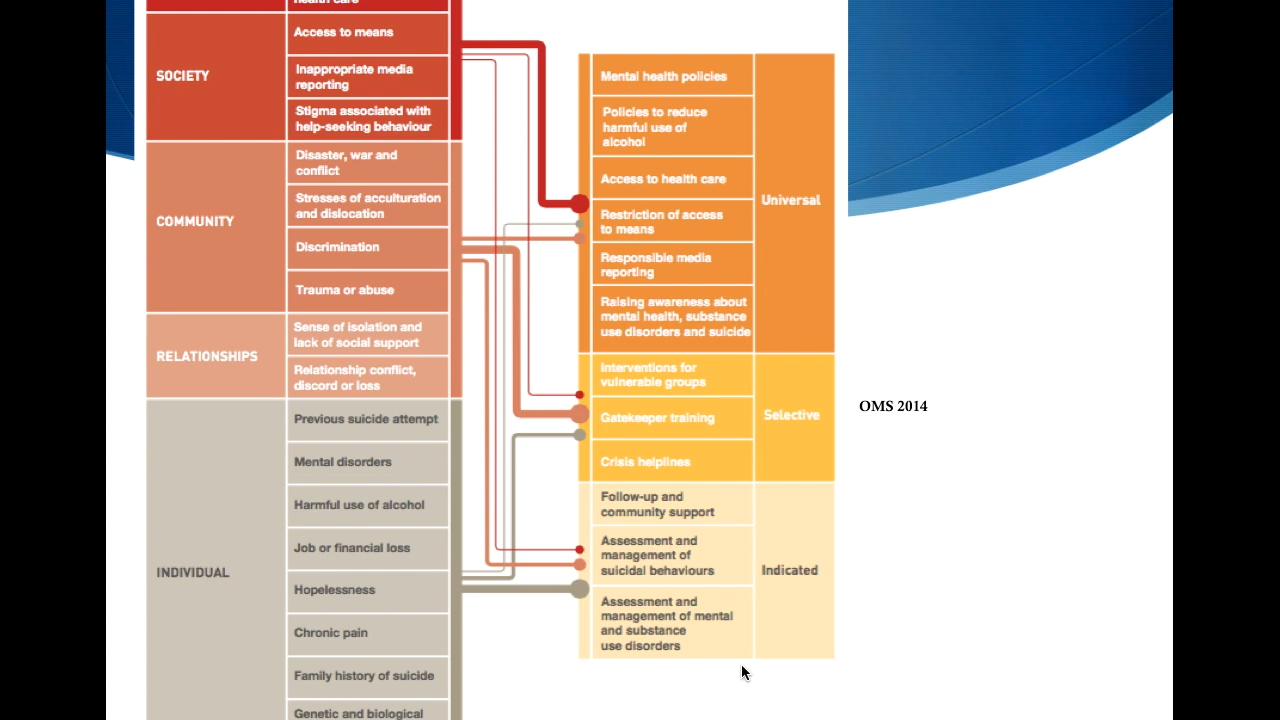 health care
SOCIETY
Access to means
Inappropriate media
reporting
Stigma associated with
help-seeking behaviour
COMMUNITY
Disaster, war and
conflict
Stresses of acculturation
and dislocation
Discrimination
Trauma or abuse
RELATIONSHIPS
Sense of isolation and
lack of social support
Relationship conflict,
discord or loss
INDIVIDUAL
Previous suicide attempt
Mental disorders
Harmful use of alcohol
Job or financial loss
Hopelessness
Chronic pain
Family history of suicide
Genetic and biological
Mental health policies
Policies to reduce
harmful use of
alcohol
Access to health care
Restriction of access
to means
Responsible media
reporting
Raising awareness about
mental health, substance
use disorders and suicide
Universal
Interventions for
vulnerable groups
Gatekeeper training
Crisis helplines
Selective
Follow-up and
community support
Assessment and
management of
suicidal behaviours
Assessment and
management of mental
and substance
use disorders
Indicated
OMS 2014